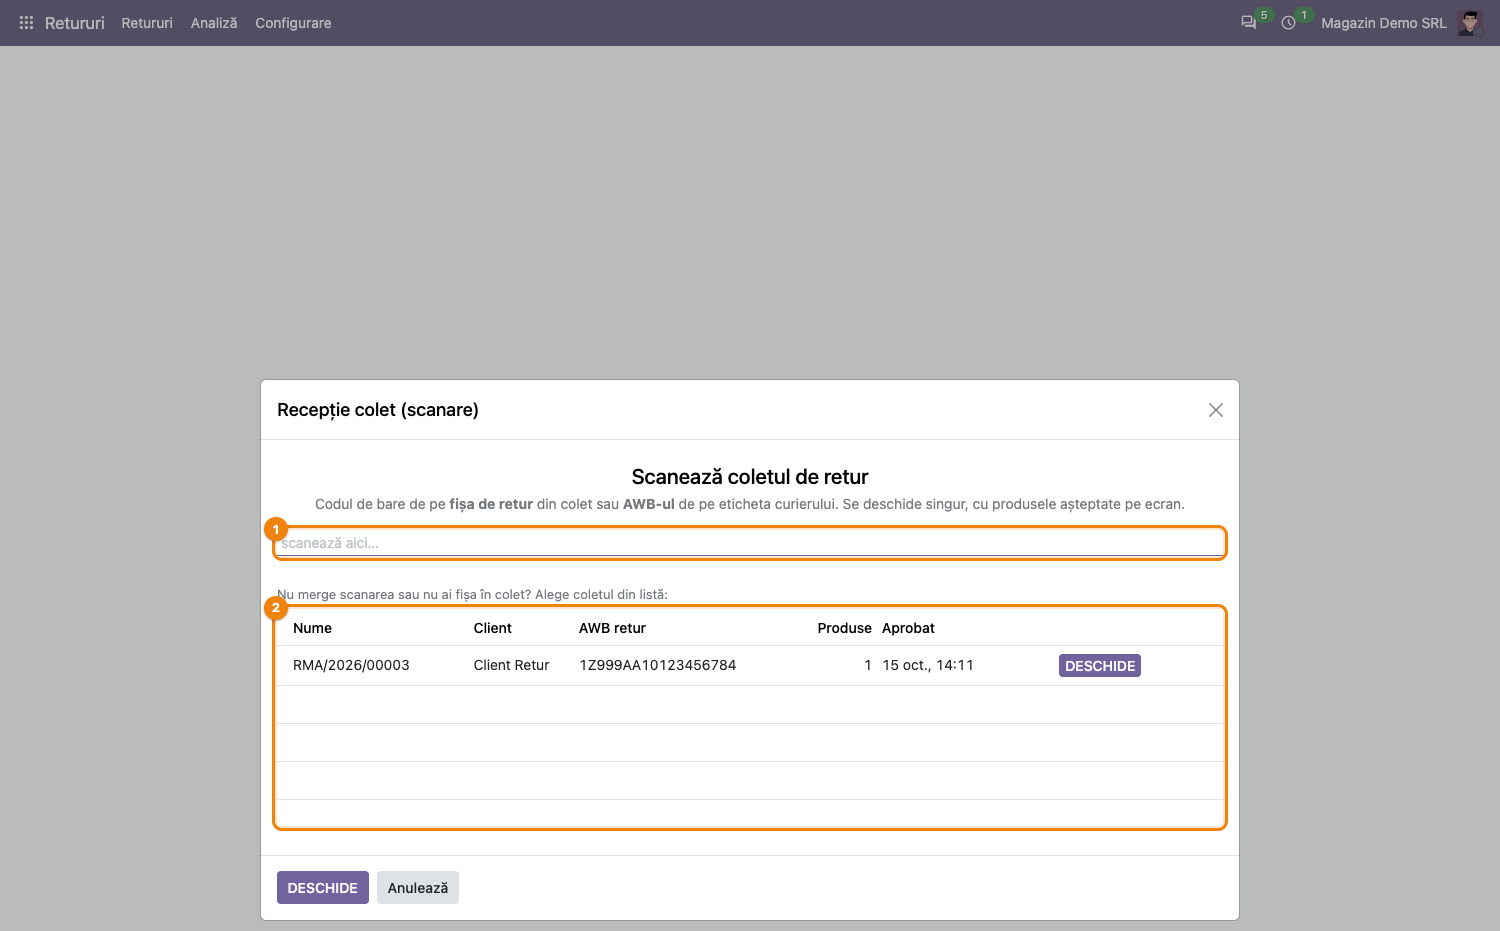 Retururi Retururi Analiză Configurare 5 1 Magazin Demo SRL
Recepție colet (scanare)
Scanează coletul de retur
Codul de bare de pe fișa de retur din colet sau AWB-ul de pe eticheta curierului. Se deschide singur, cu produsele așteptate pe ecran.
1
scanează aici...
Nu merge scanarea sau nu ai fișa în colet? Alege coletul din listă:
2
Nume Client AWB retur Produse Aprobat
RMA/2026/00003 Client Retur 1Z999AA10123456784 1 15 oct., 14:11 DESCHIDE
DESCHIDE Anulează